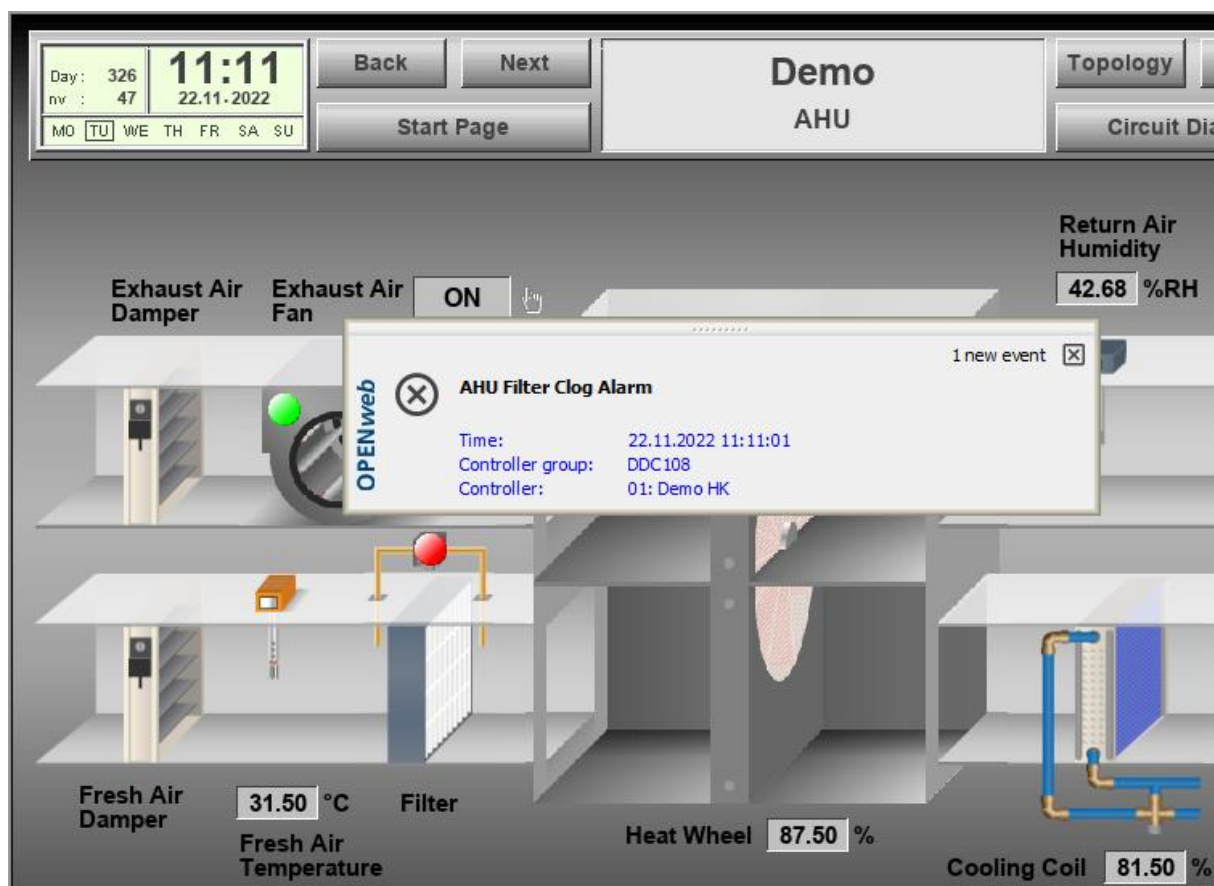 Day: 326
nv : 47
11:11
22.11.2022
MO TU WE TH FR SA SU
Back
Next
Start Page
Demo
AHU
Topology
Circuit Dia
Return Air
Humidity
42.68 %RH
Exhaust Air
Damper
Exhaust Air
Fan
ON
1 new event
OPENweb
AHU Filter Clog Alarm
Time: 22.11.2022 11:11:01
Controller group: DDC108
Controller: 01: Demo HK
Fresh Air
Damper
31.50 °C
Fresh Air
Temperature
Filter
Heat Wheel 87.50 %
Cooling Coil 81.50 %